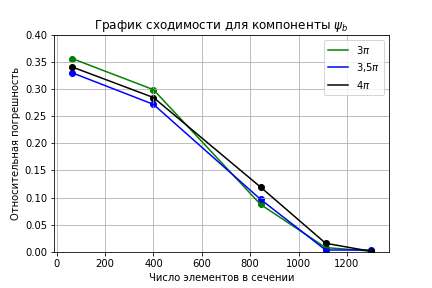 График сходимости для компоненты ψ_b
0.40
0.35
0.30
0.25
0.20
0.15
0.10
0.05
0.00
Относительная погрешность
3π
3,5π
4π
0
200
400
600
800
1000
1200
Число элементов в сечении